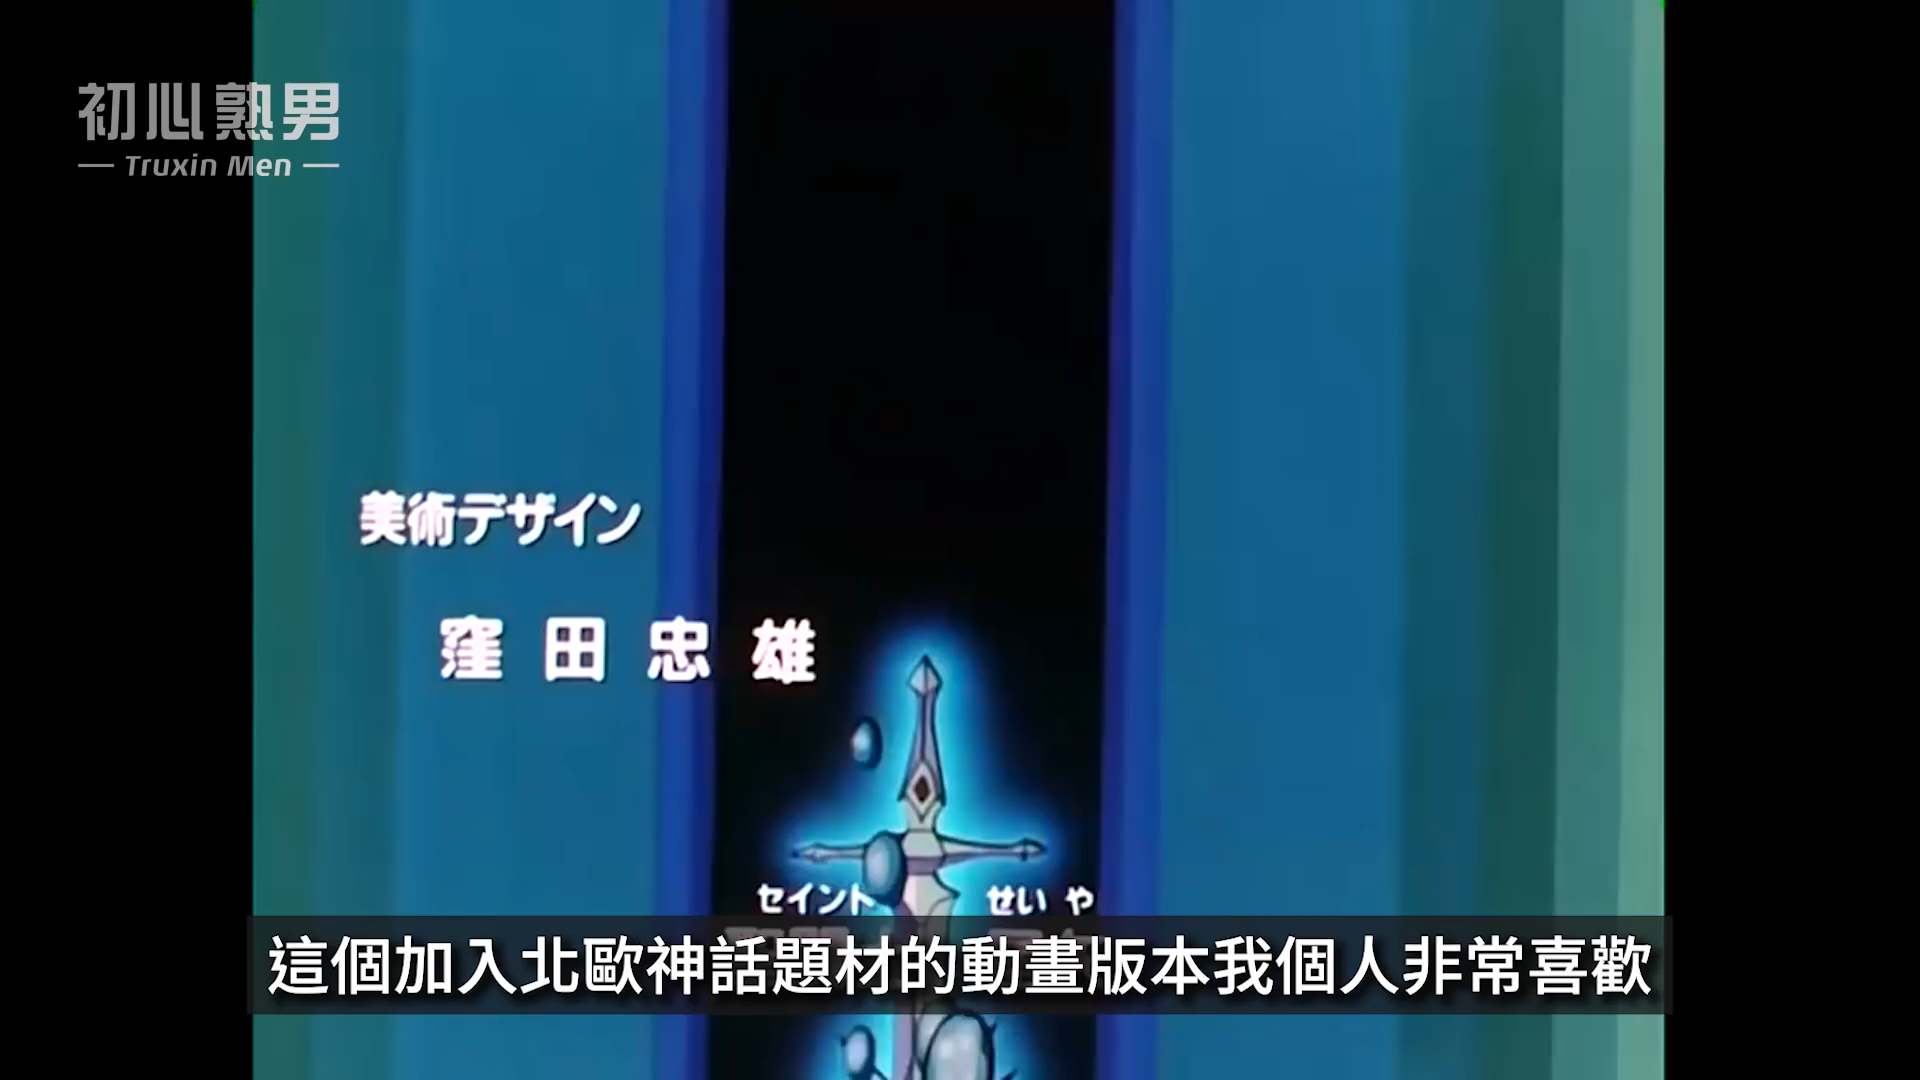 初心熟男
Truxin Men
美術デザイン
窪田忠雄
セイント せいや
這個加入北歐神話題材的動畫版本我個人非常喜歡